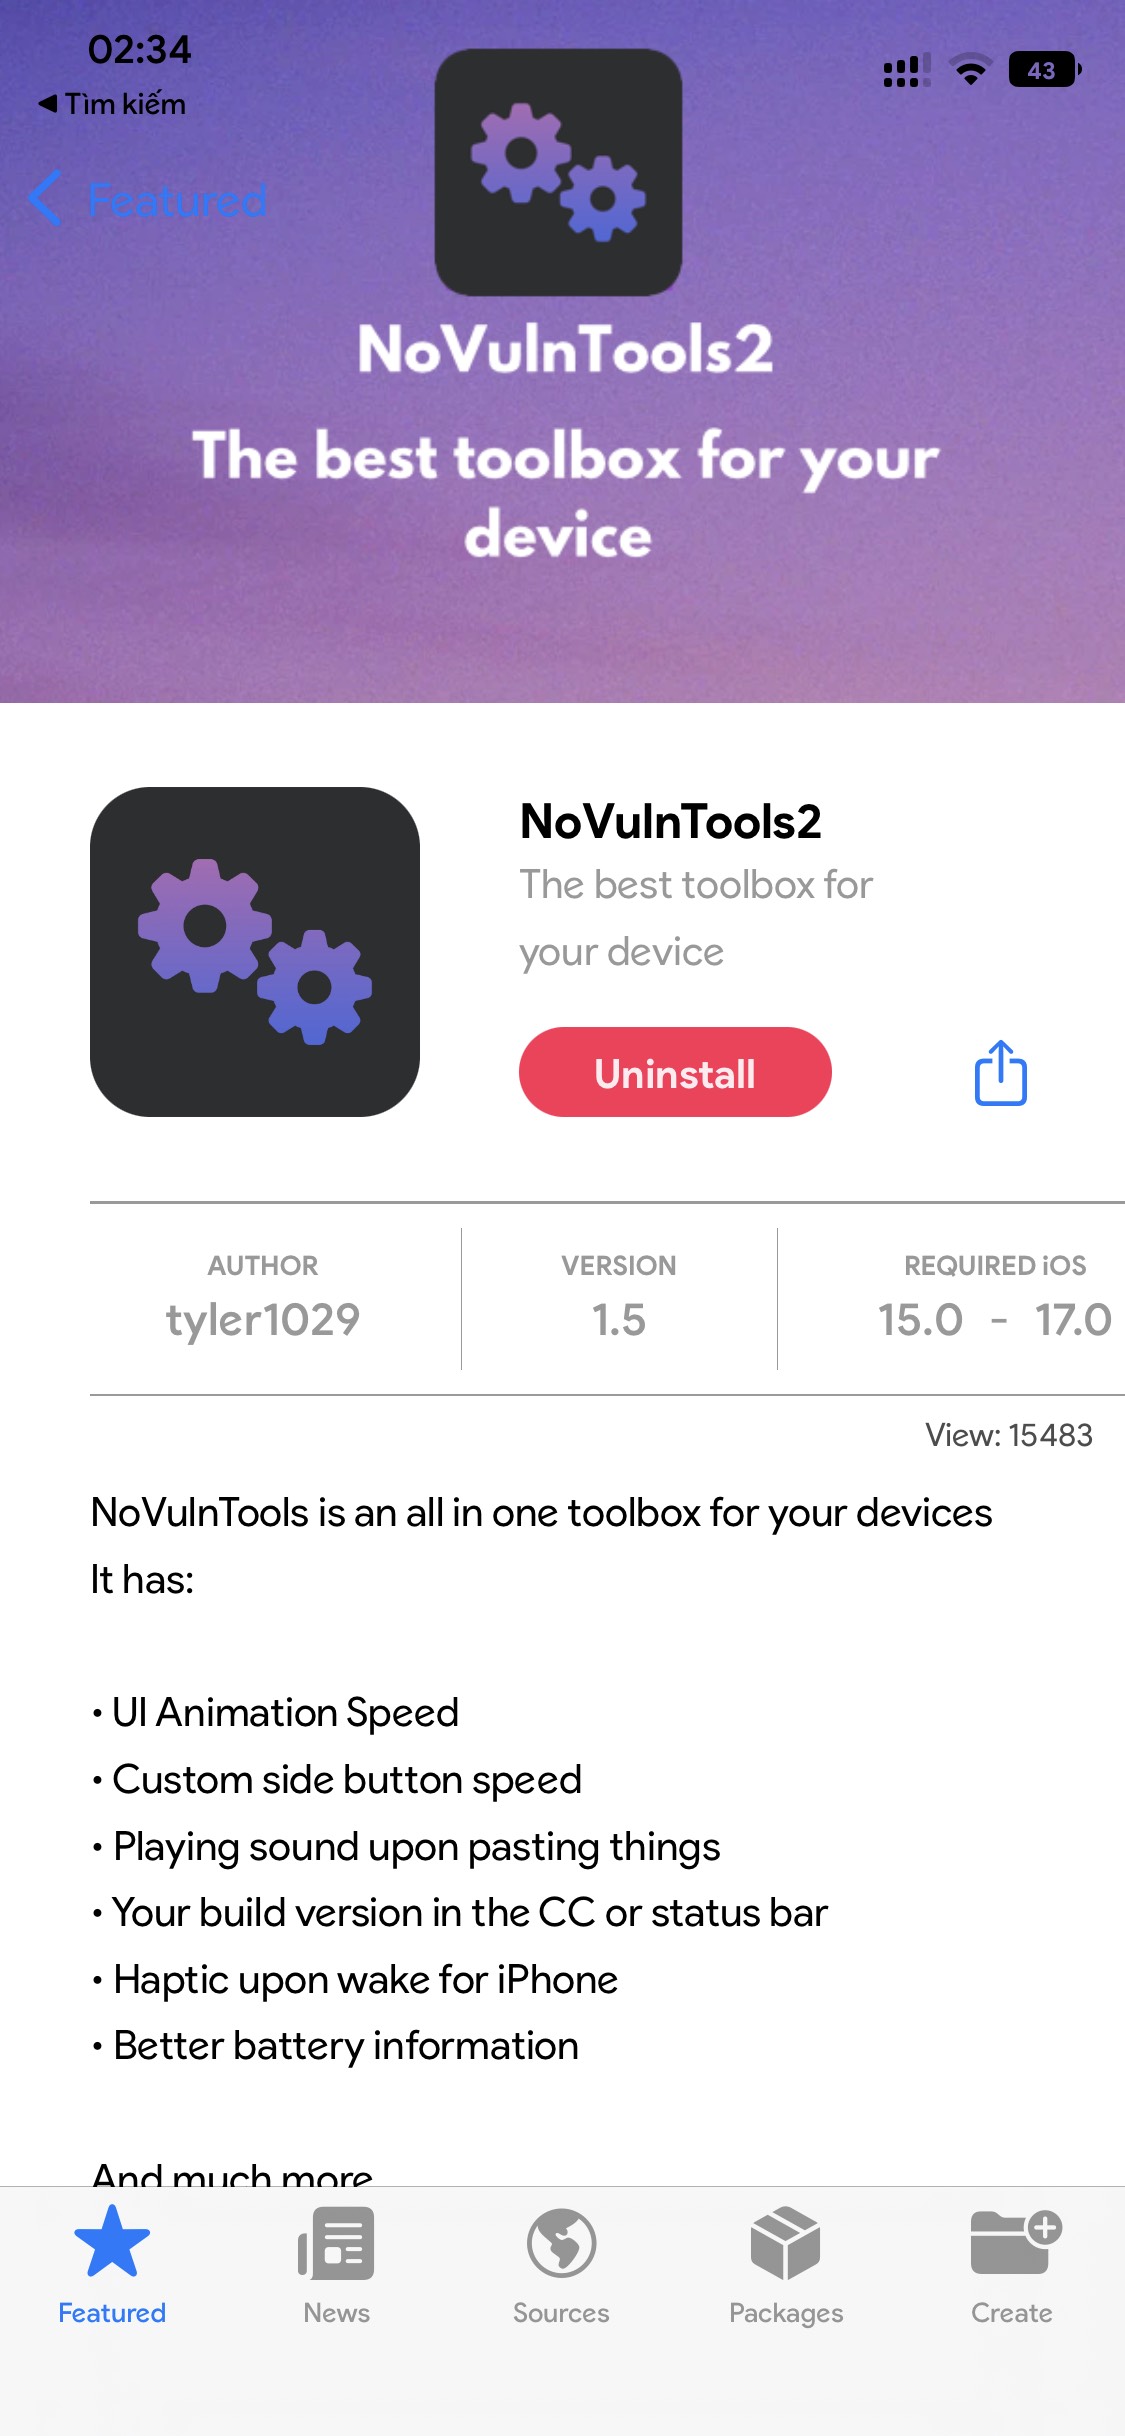 02:34
43
◀ Tìm kiếm
Featured
NoVulnTools2
The best toolbox for your
device
NoVulnTools2
The best toolbox for
your device
Uninstall
AUTHOR
tyler1029
VERSION
1.5
REQUIRED iOS
15.0 - 17.0
View: 15483
NoVulnTools is an all in one toolbox for your devices
It has:
• UI Animation Speed
• Custom side button speed
• Playing sound upon pasting things
• Your build version in the CC or status bar
• Haptic upon wake for iPhone
• Better battery information
And much more
Featured
News
Sources
Packages
Create